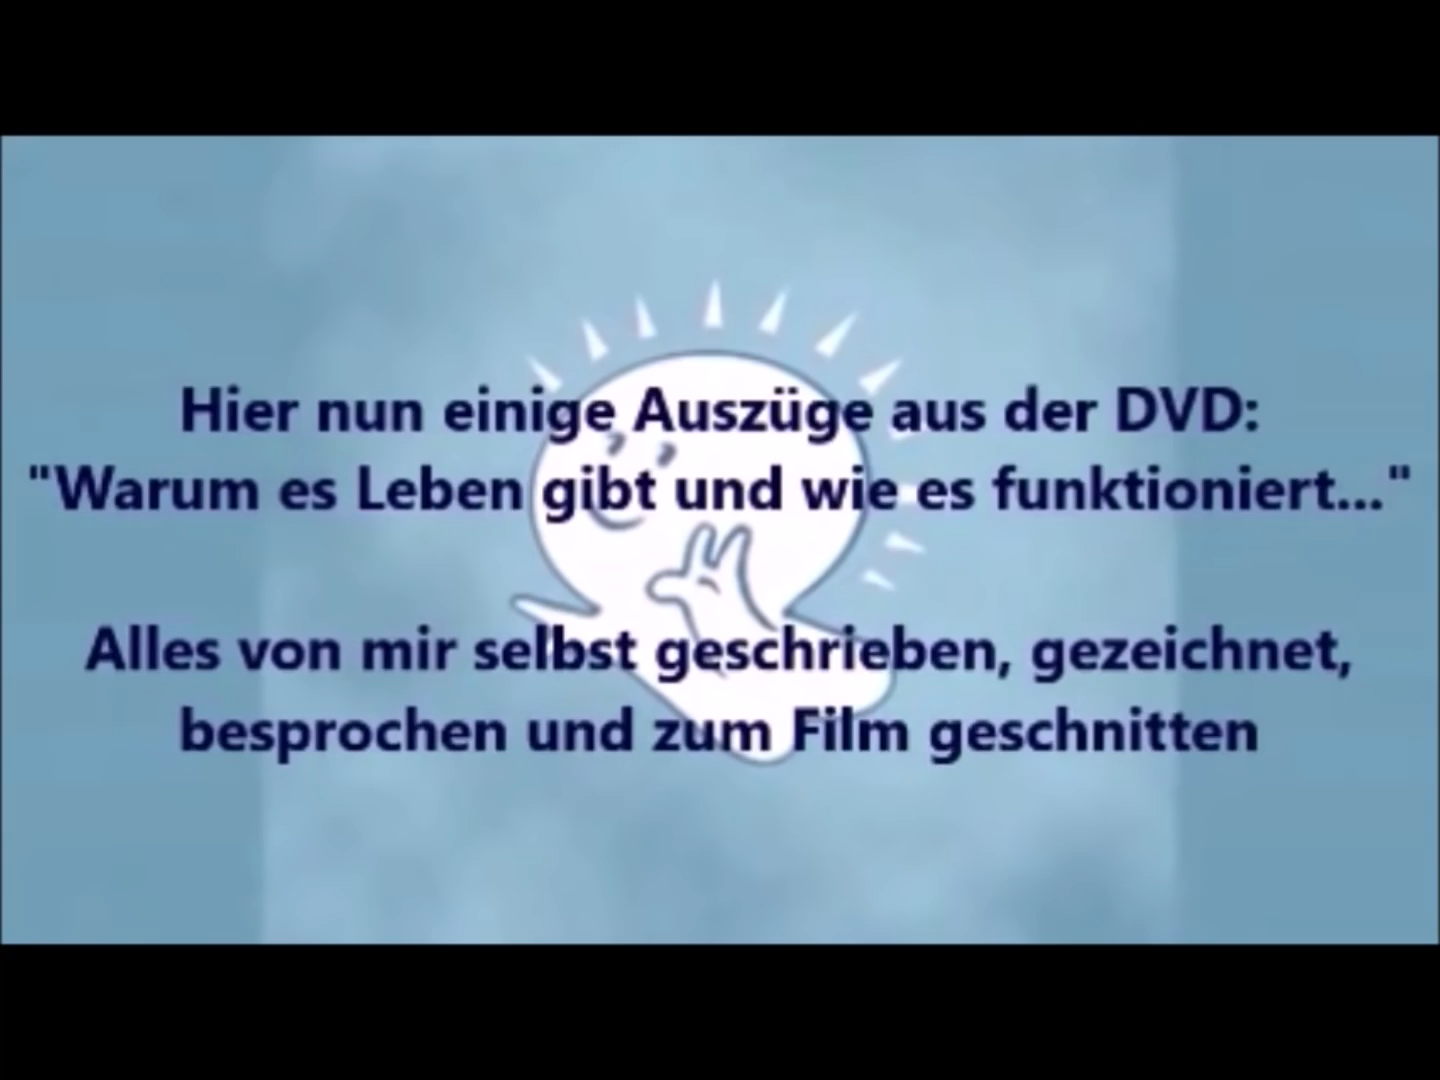 Hier nun einige Auszüge aus der DVD:
"Warum es Leben gibt und wie es funktioniert..."
Alles von mir selbst geschrieben, gezeichnet,
besprochen und zum Film geschnitten